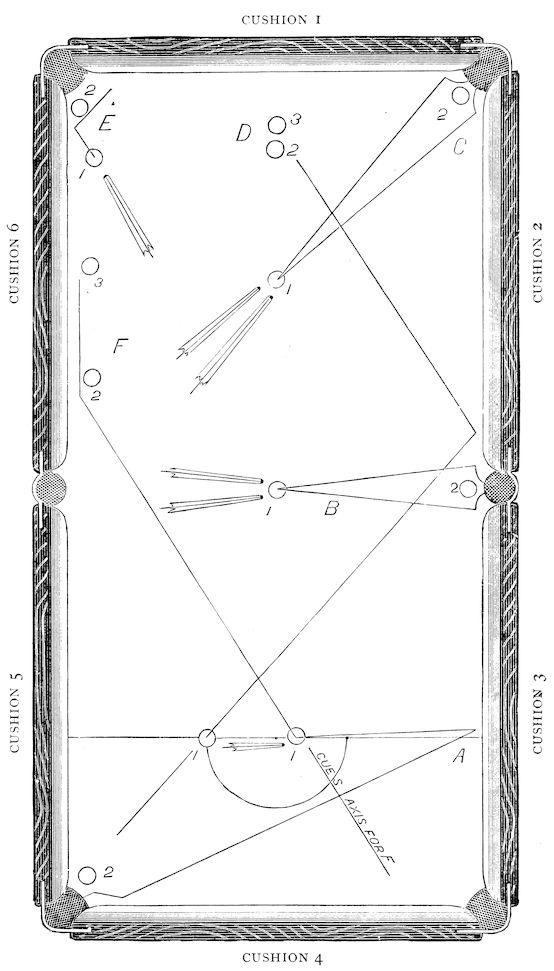 CUSHION 1
2
E
1
D
3
2
2
C
1
CUSHION 6
CUSHION 2
3
F
2
2
1
B
CUSHION 5
CUSHION 3
1
1
A
CUE'S AXIS FOR F
2
CUSHION 4